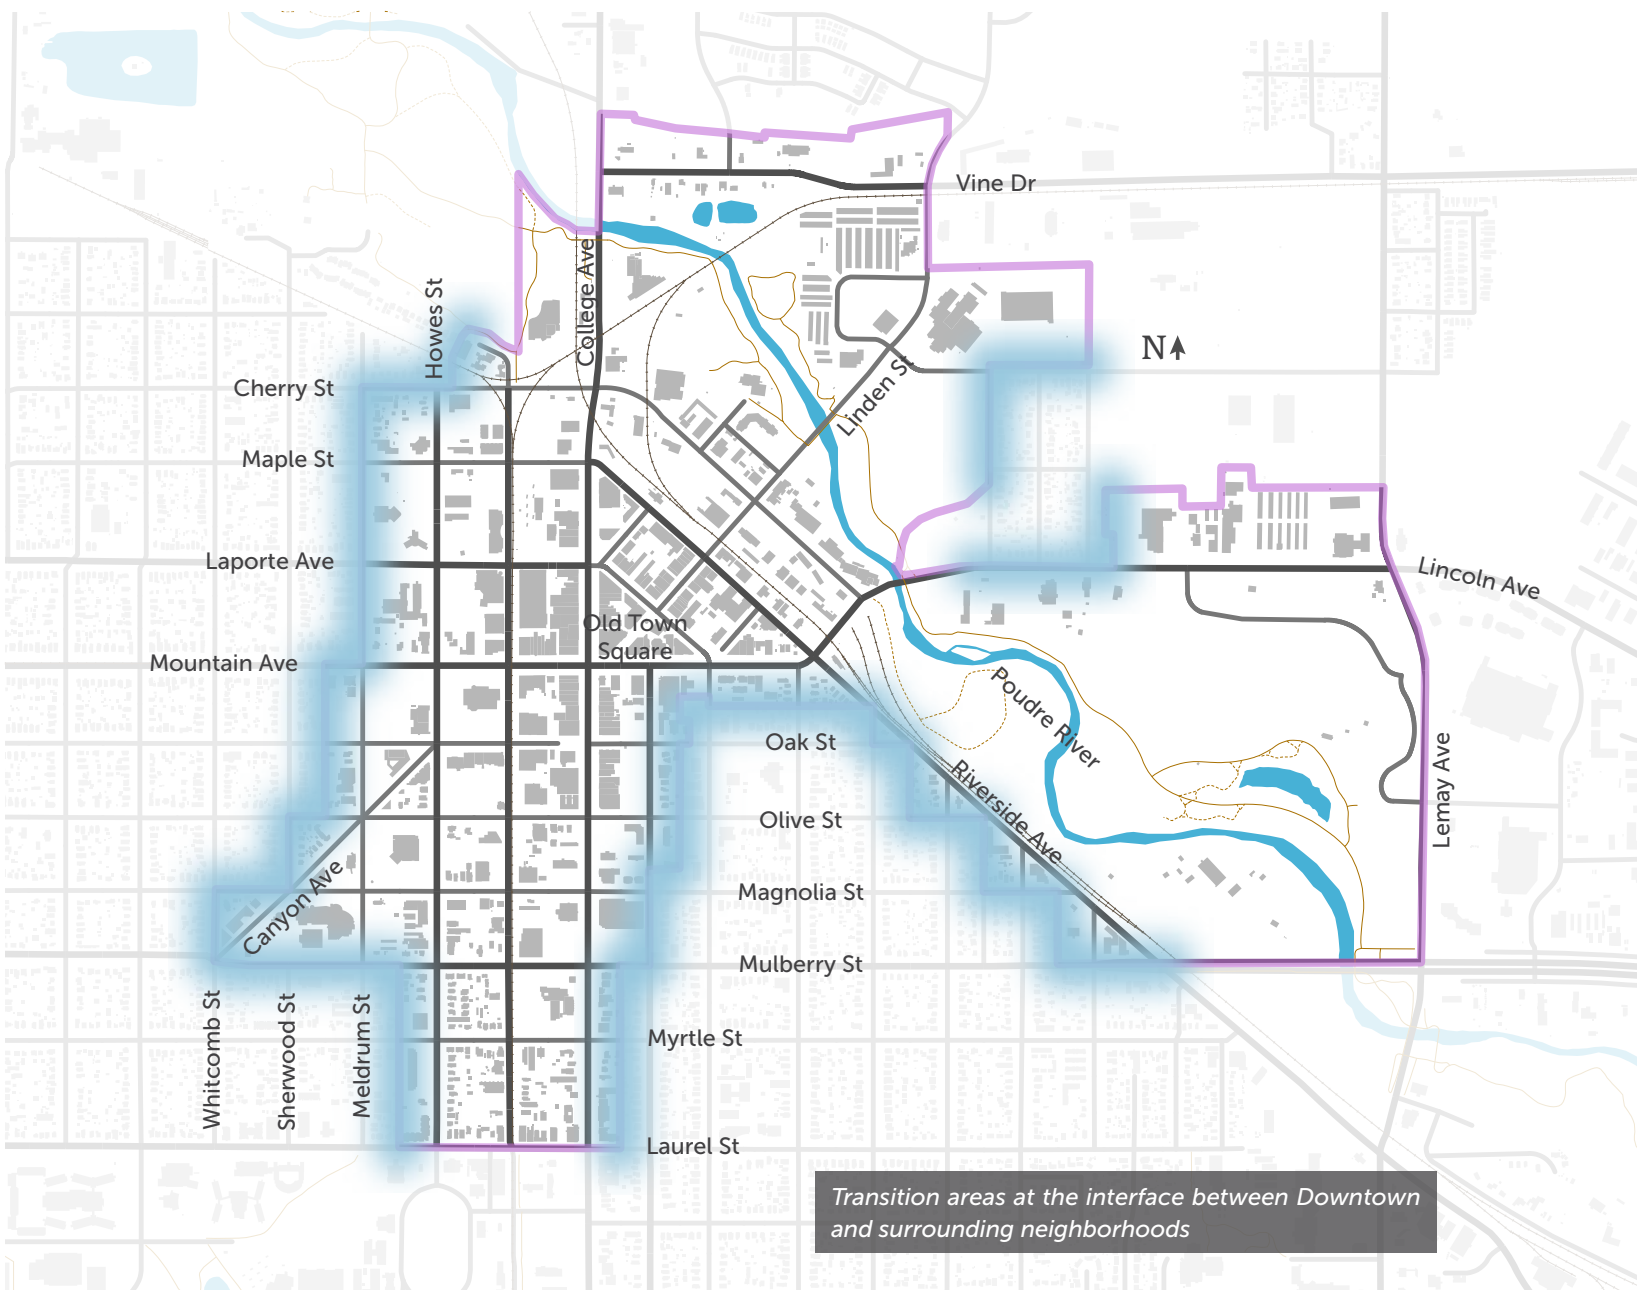 Vine Dr
College Ave
Howes St
N
Cherry St
Linden St
Maple St
Laporte Ave
Lincoln Ave
Old Town
Square
Mountain Ave
Poudre River
Oak St
Riverside Ave
Lemay Ave
Olive St
Canyon Ave
Magnolia St
Mulberry St
Whitcomb St
Sherwood St
Meldrum St
Myrtle St
Laurel St
Transition areas at the interface between Downtown
and surrounding neighborhoods